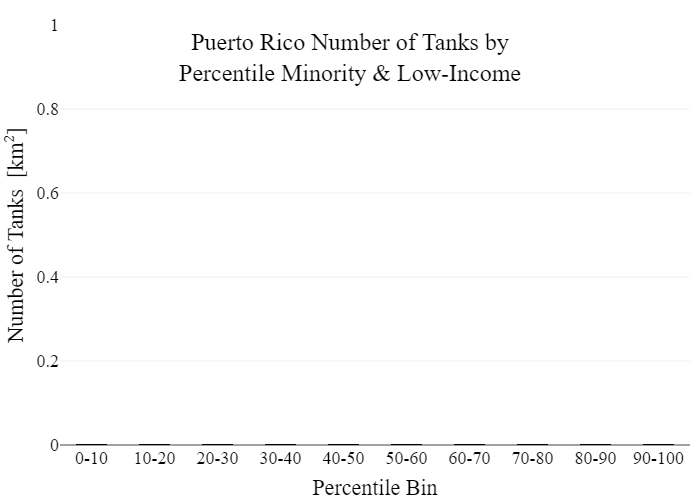 Puerto Rico Number of Tanks by
Percentile Minority & Low-Income
Number of Tanks [km²]
1
0.8
0.6
0.4
0.2
0
0-10 10-20 20-30 30-40 40-50 50-60 60-70 70-80 80-90 90-100
Percentile Bin